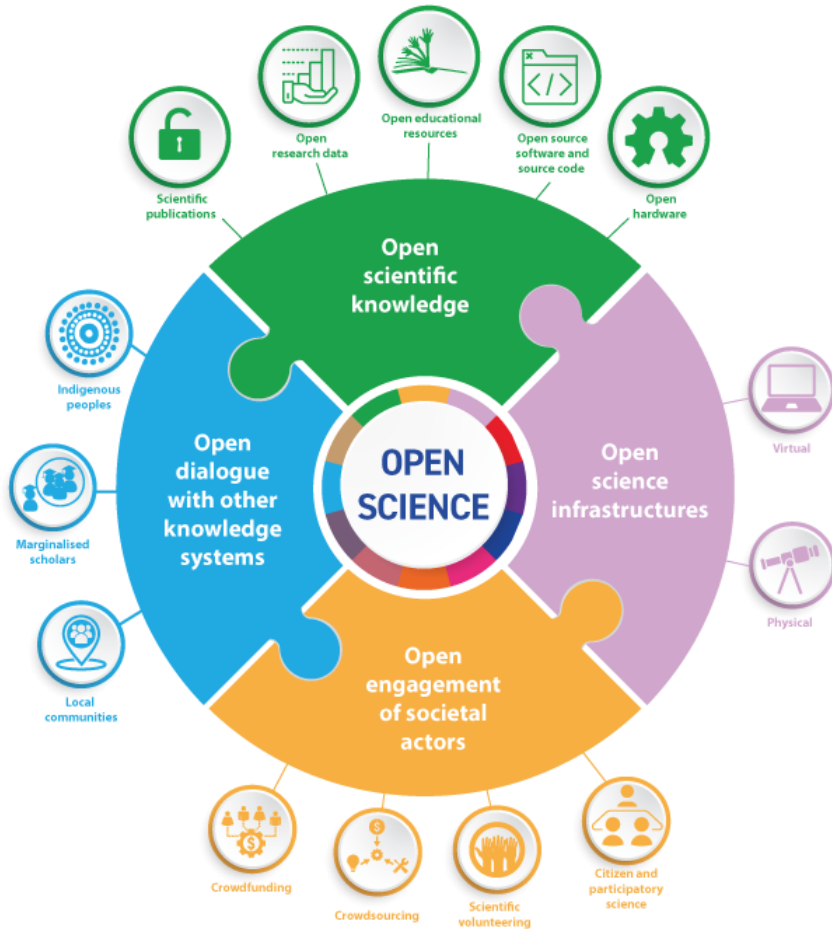 Scientific
publications
Open
research data
Open educational
resources
Open source
software and
source code
Open
hardware
Open
scientific
knowledge
Indigenous
peoples
Marginalised
scholars
Local
communities
Open
dialogue
with other
knowledge
systems
OPEN
SCIENCE
Open
science
infrastructures
Virtual
Physical
Open
engagement
of societal
actors
Crowdfunding
Crowdsourcing
Scientific
volunteering
Citizen and
participatory
science